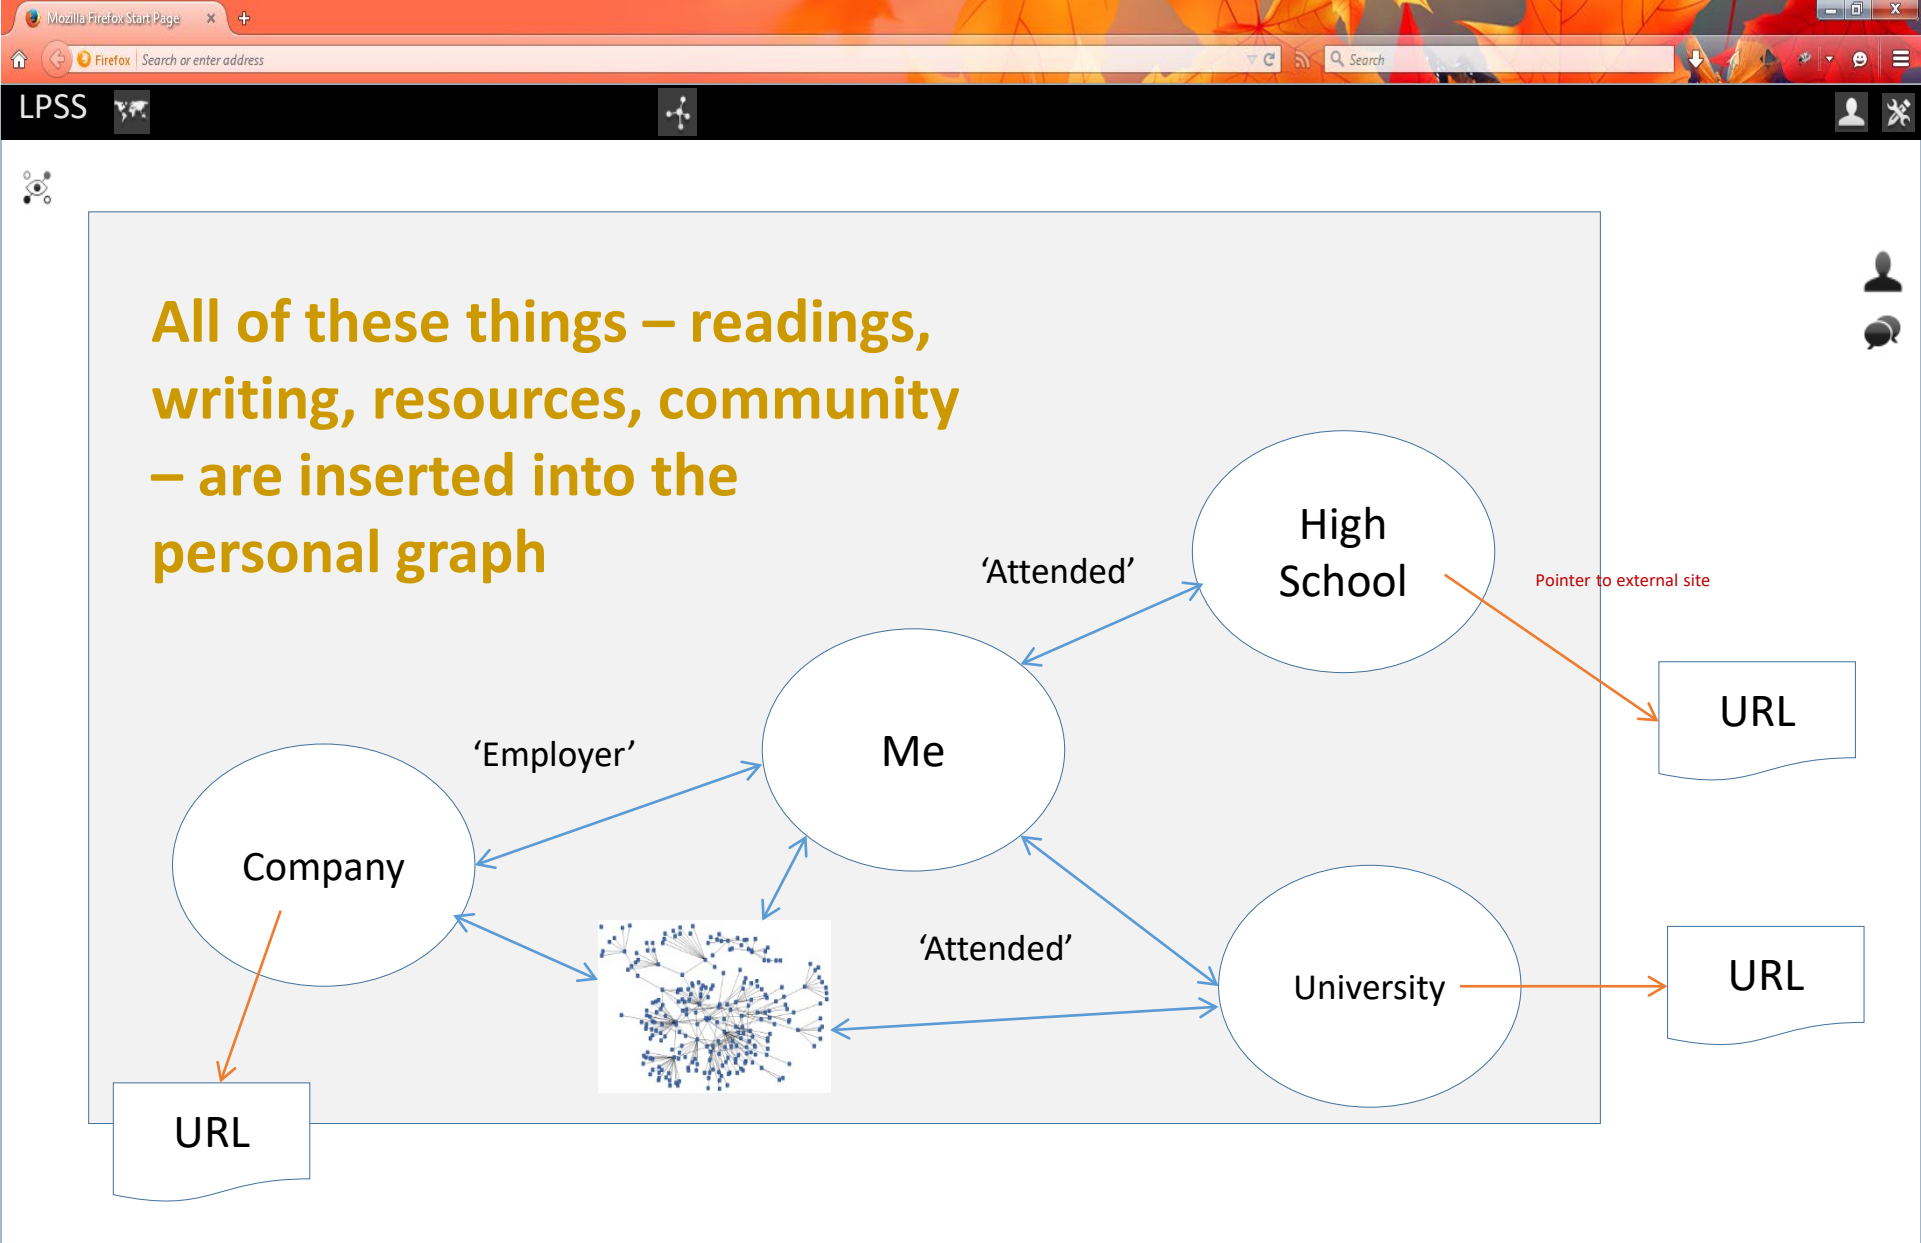 Mozilla Firefox Start Page
Firefox Search or enter address
Search
LPSS
All of these things – readings,
writing, resources, community
– are inserted into the
personal graph
High
School
‘Attended’
Pointer to external site
URL
‘Employer’
Me
Company
‘Attended’
University
URL
URL